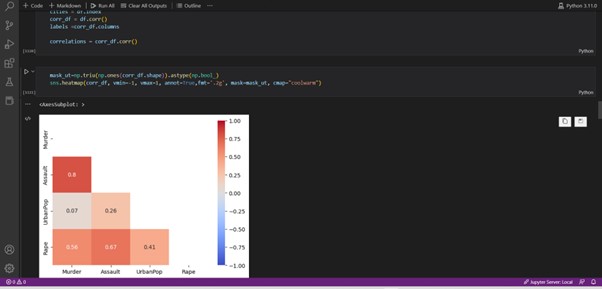 + Code + Markdown | Run All Clear All Outputs | Outline ...
Python 3.11.0
cities = df.index
corr_df = df.corr()
labels =corr_df.columns
correlations = corr_df.corr()
Python
mask_ut=np.triu(np.ones(corr_df.shape)).astype(np.bool_)
sns.heatmap(corr_df, vmin=-1, vmax=1, annot=True,fmt='.2g', mask=mask_ut, cmap="coolwarm")
Python
<AxesSubplot: >
Murder
Assault
UrbanPop
Rape
0.8
0.07 0.28
0.56 0.67 0.41
Murder Assault UrbanPop Rape
1.00
0.75
0.50
0.25
0.00
−0.25
−0.50
−0.75
−1.00
0 0
Jupyter Server: Local